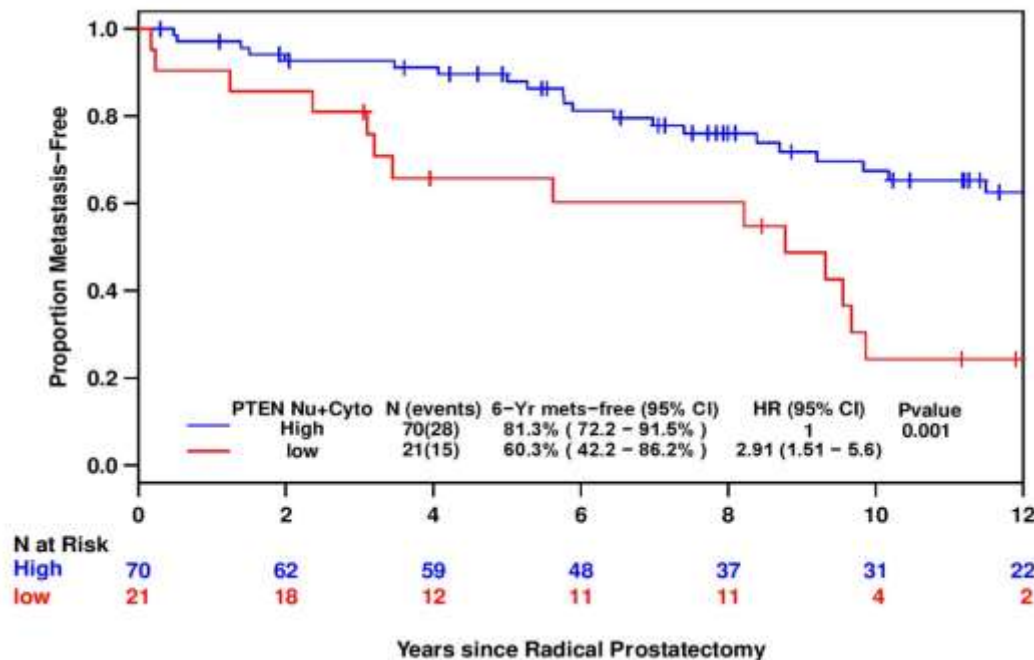 1.0
0.8
0.6
0.4
0.2
0.0
Proportion Metastasis-Free
PTEN Nu+Cyto N (events) 6-Yr mets-free (95% CI) HR (95% CI) Pvalue
High 70(28) 81.3% ( 72.2 - 91.5% ) 1 0.001
low 21(15) 60.3% ( 42.2 - 86.2% ) 2.91 (1.51 - 5.6)
0 2 4 6 8 10 12
N at Risk
High 70 62 59 48 37 31 22
low 21 18 12 11 11 4 2
Years since Radical Prostatectomy